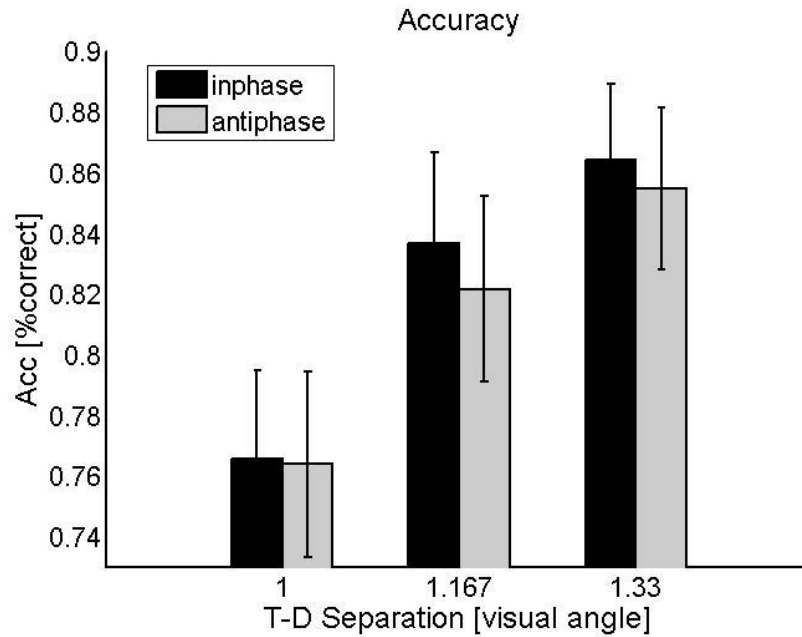 Accuracy
0.9
0.88
0.86
0.84
0.82
0.8
0.78
0.76
0.74
Acc [%correct]
inphase
antiphase
1 1.167 1.33
T-D Separation [visual angle]